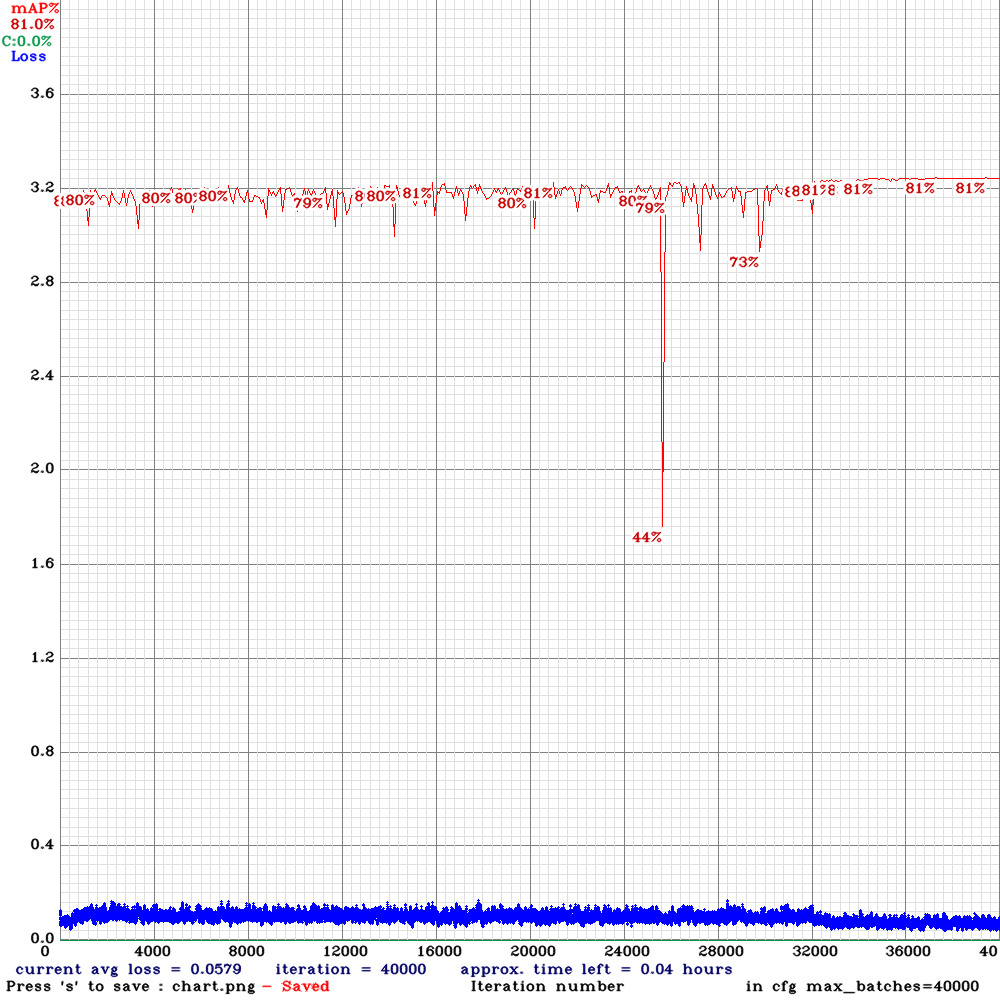 mAP%
81.0%
C:0.0%
Loss
3.6
3.2
80% 80% 80% 80% 79% 80% 81% 80% 81% 79% 81% 81% 81%
2.8
73%
2.4
2.0
44%
1.6
1.2
0.8
0.4
0.0
0 4000 8000 12000 16000 20000 24000 28000 32000 36000 40
current avg loss = 0.0579 iteration = 40000 approx. time left = 0.04 hours
Press 's' to save : chart.png - Saved Iteration number in cfg max_batches=40000